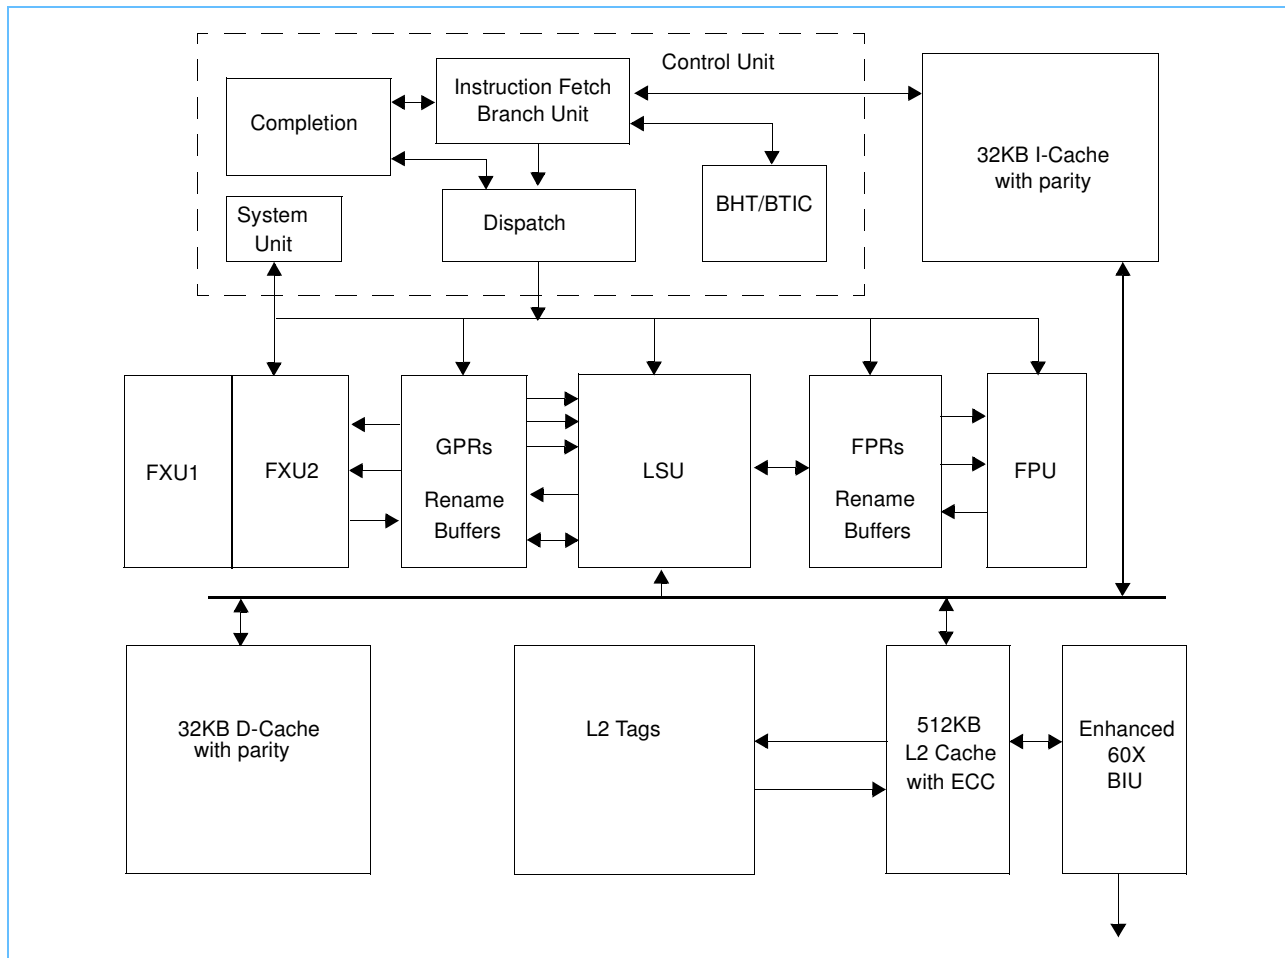 Control Unit
Instruction Fetch
Branch Unit
Completion
32KB I-Cache
with parity
BHT/BTIC
System
Unit
Dispatch
FXU1
FXU2
GPRs
Rename
Buffers
LSU
FPRs
Rename
Buffers
FPU
32KB D-Cache
with parity
L2 Tags
512KB
L2 Cache
with ECC
Enhanced
60X
BIU